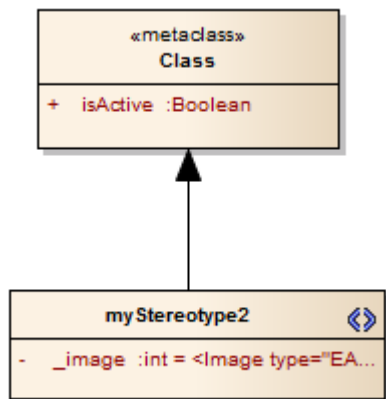 «metaclass»
Class
+ isActive :Boolean
myStereotype2
- _image :int = <Image type="EA...